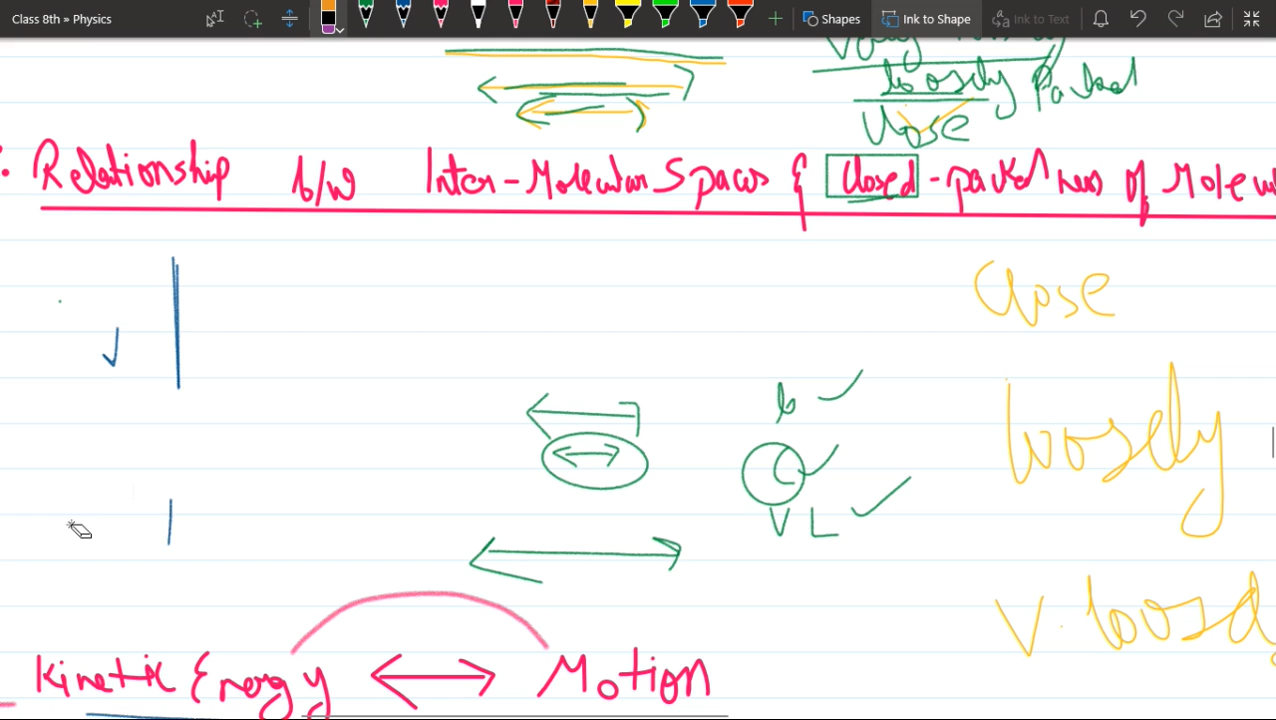 Class 8th » Physics
Shapes
Ink to Shape
Ink to Text
loosely Packed
Close
Relationship b/w Inter-Molecular Spaces & Closed-packedness of Molecu
Close
b
loosely
C
V L
V. loosel
Kinetic Energy Motion